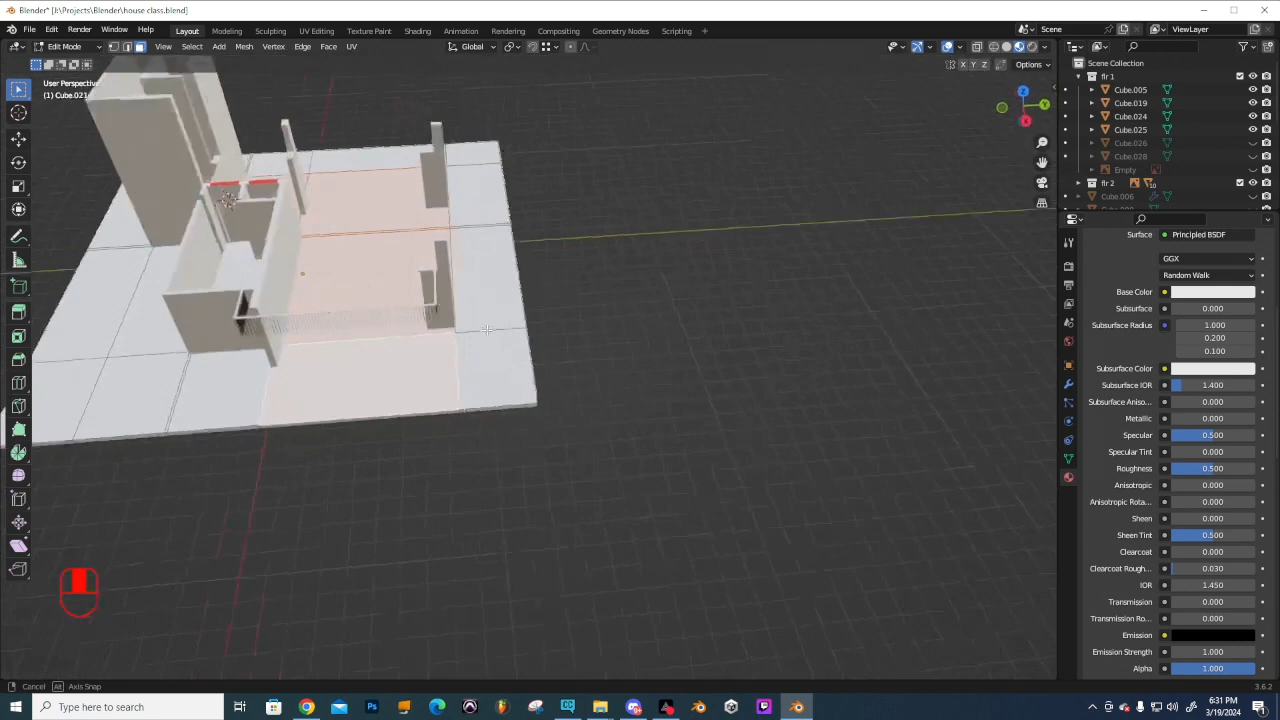 Blender* [J:\Projects\Blender\house class.blend]
File Edit Render Window Help Layout Modeling Sculpting UV Editing Texture Paint Shading Animation Rendering Compositing Geometry Nodes Scripting + Scene ViewLayer
Edit Mode View Select Add Mesh Vertex Edge Face UV Global
X Y Z Options
User Perspective
(1) Cube.021
Scene Collection
flr 1
Cube.005
Cube.019
Cube.024
Cube.025
Cube.026
Cube.028
Empty
flr 2
Cube.006
Surface Principled BSDF
GGX
Random Walk
Base Color
Subsurface 0.000
Subsurface Radius 1.000
0.200
0.100
Subsurface Color
Subsurface IOR 1.400
Subsurface Aniso... 0.000
Metallic 0.000
Specular 0.500
Specular Tint 0.000
Roughness 0.500
Anisotropic 0.000
Anisotropic Rota... 0.000
Sheen 0.000
Sheen Tint 0.500
Clearcoat 0.000
Clearcoat Rough... 0.030
IOR 1.450
Transmission 0.000
Transmission Ro... 0.000
Emission
Emission Strength 1.000
Alpha 1.000
Cancel Alt Axis Snap 3.6.2
Type here to search
6:31 PM
3/19/2024